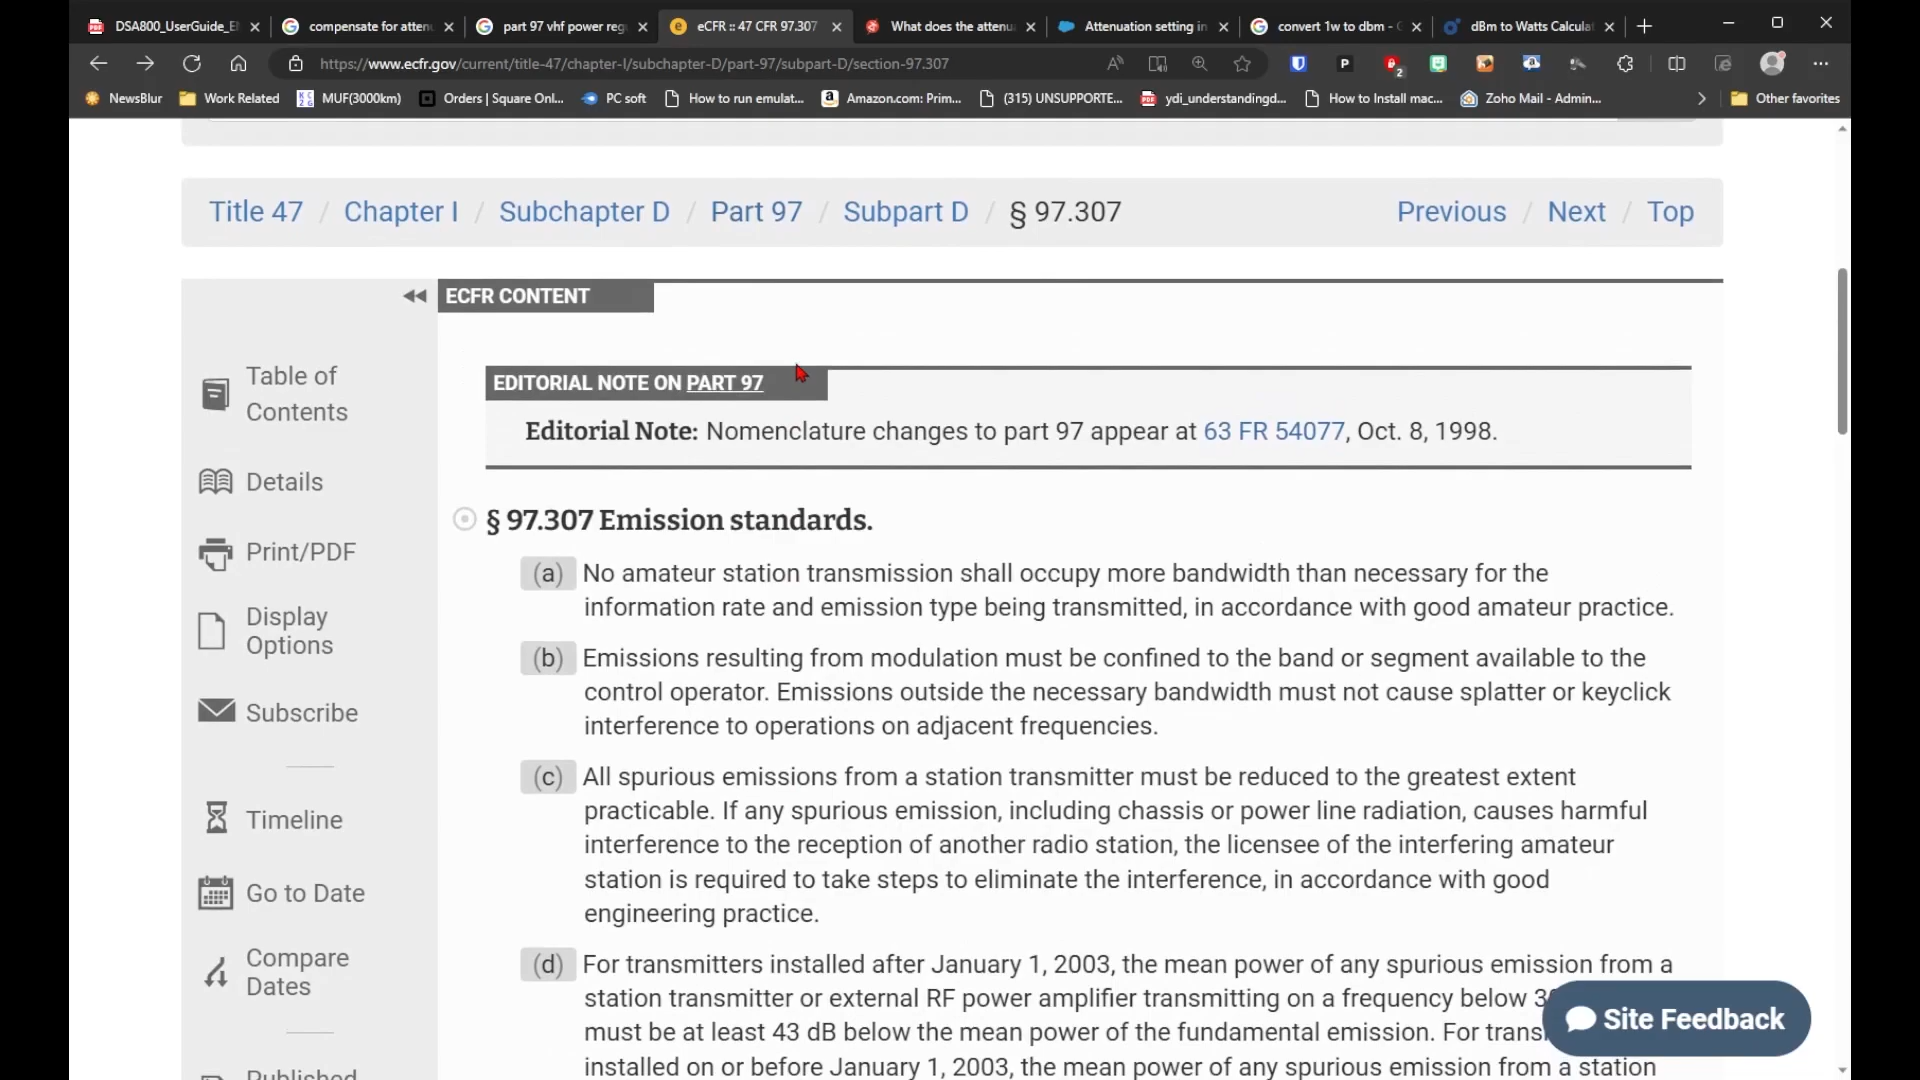 DSA800_UserGuide_E
compensate for atten
part 97 vhf power reg
eCFR :: 47 CFR 97.307
What does the attenu
Attenuation setting in
convert 1w to dbm -
dBm to Watts Calcula
https://www.ecfr.gov/current/title-47/chapter-I/subchapter-D/part-97/subpart-D/section-97.307
2
NewsBlur
Work Related
MUF(3000km)
Orders | Square Onl...
PC soft
How to run emulat...
Amazon.com: Prim...
(315) UNSUPPORTE...
ydi_understandingd...
How to Install mac...
Zoho Mail - Admin...
Other favorites
Title 47 / Chapter I / Subchapter D / Part 97 / Subpart D / § 97.307
Previous / Next / Top
ECFR CONTENT
Table of
Contents
Details
Print/PDF
Display
Options
Subscribe
Timeline
Go to Date
Compare
Dates
Published
EDITORIAL NOTE ON PART 97
Editorial Note: Nomenclature changes to part 97 appear at 63 FR 54077, Oct. 8, 1998.
§ 97.307 Emission standards.
(a) No amateur station transmission shall occupy more bandwidth than necessary for the
information rate and emission type being transmitted, in accordance with good amateur practice.
(b) Emissions resulting from modulation must be confined to the band or segment available to the
control operator. Emissions outside the necessary bandwidth must not cause splatter or keyclick
interference to operations on adjacent frequencies.
(c) All spurious emissions from a station transmitter must be reduced to the greatest extent
practicable. If any spurious emission, including chassis or power line radiation, causes harmful
interference to the reception of another radio station, the licensee of the interfering amateur
station is required to take steps to eliminate the interference, in accordance with good
engineering practice.
(d) For transmitters installed after January 1, 2003, the mean power of any spurious emission from a
station transmitter or external RF power amplifier transmitting on a frequency below
must be at least 43 dB below the mean power of the fundamental emission. For
installed on or before January 1, 2003, the mean power of any spurious emission from a station
Site Feedback